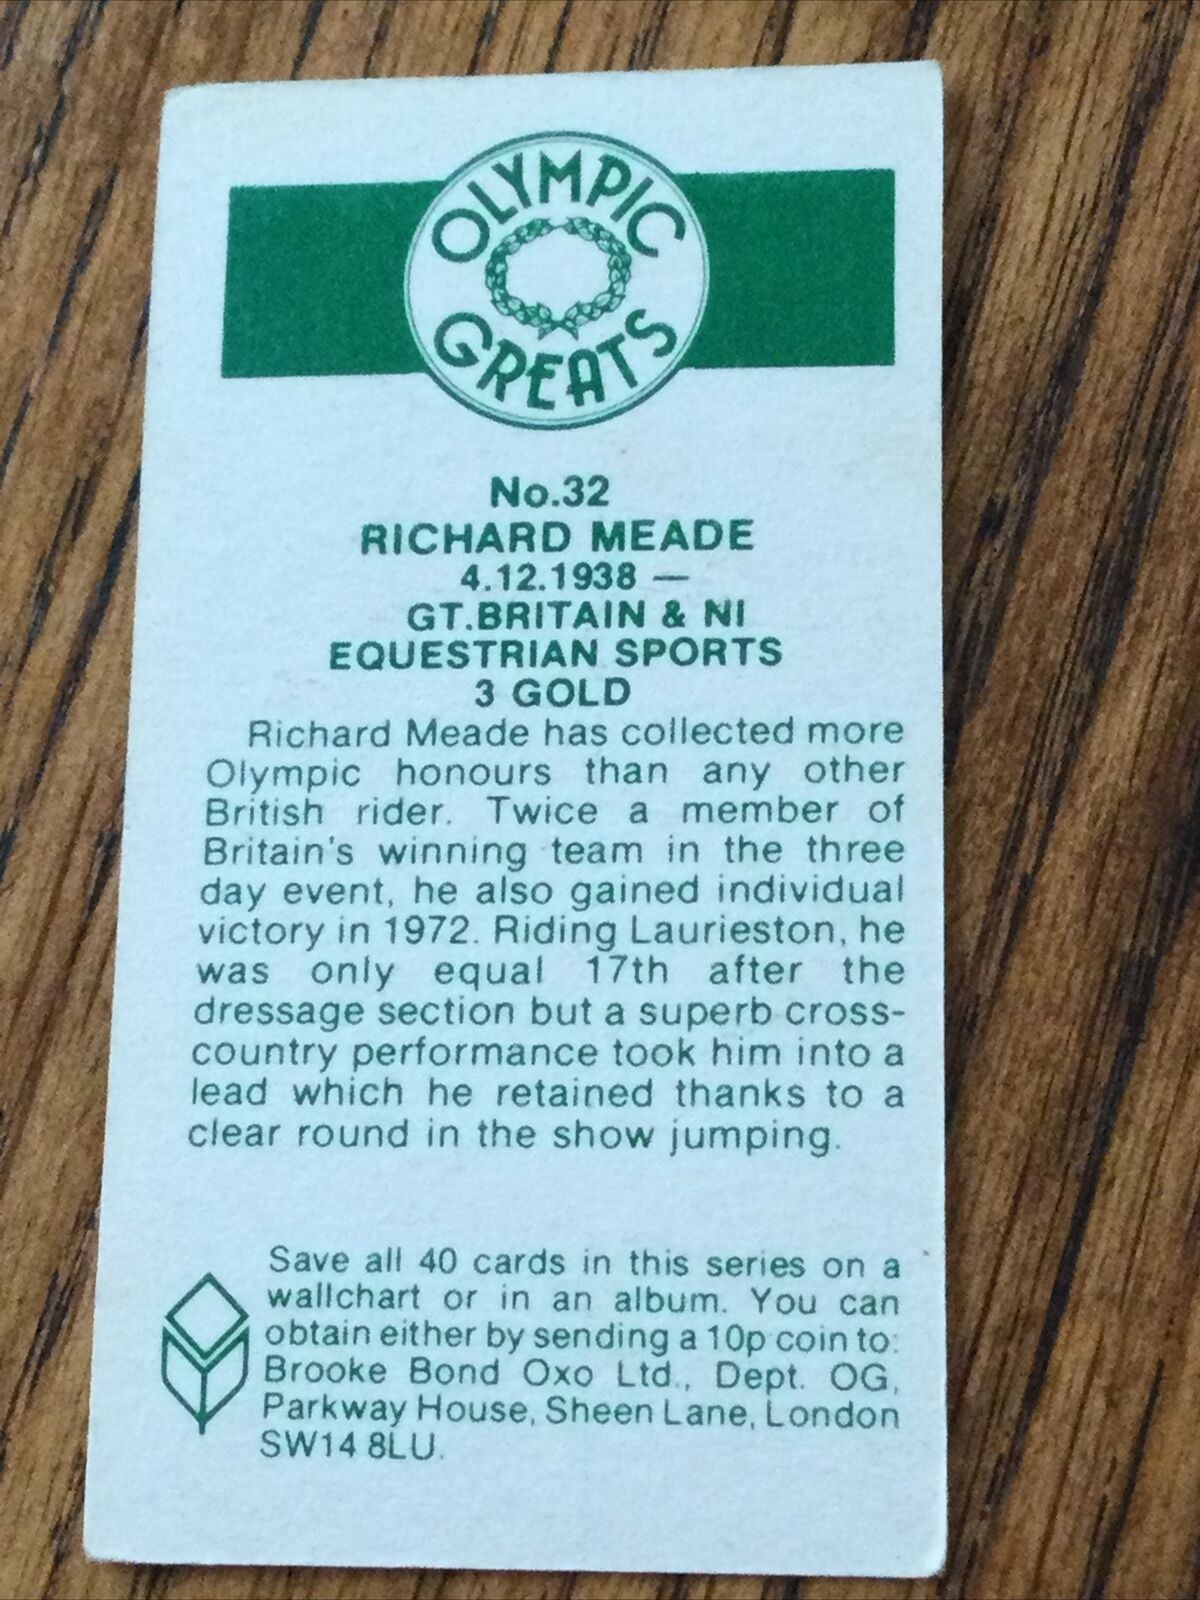 OLYMPIC
GREATS
No.32
RICHARD MEADE
4.12.1938 —
GT.BRITAIN & NI
EQUESTRIAN SPORTS
3 GOLD
Richard Meade has collected more
Olympic honours than any other
British rider. Twice a member of
Britain's winning team in the three
day event, he also gained individual
victory in 1972. Riding Laurieston, he
was only equal 17th after the
dressage section but a superb cross-
country performance took him into a
lead which he retained thanks to a
clear round in the show jumping.
Save all 40 cards in this series on a
wallchart or in an album. You can
obtain either by sending a 10p coin to:
Brooke Bond Oxo Ltd., Dept. OG,
Parkway House, Sheen Lane, London
SW14 8LU.